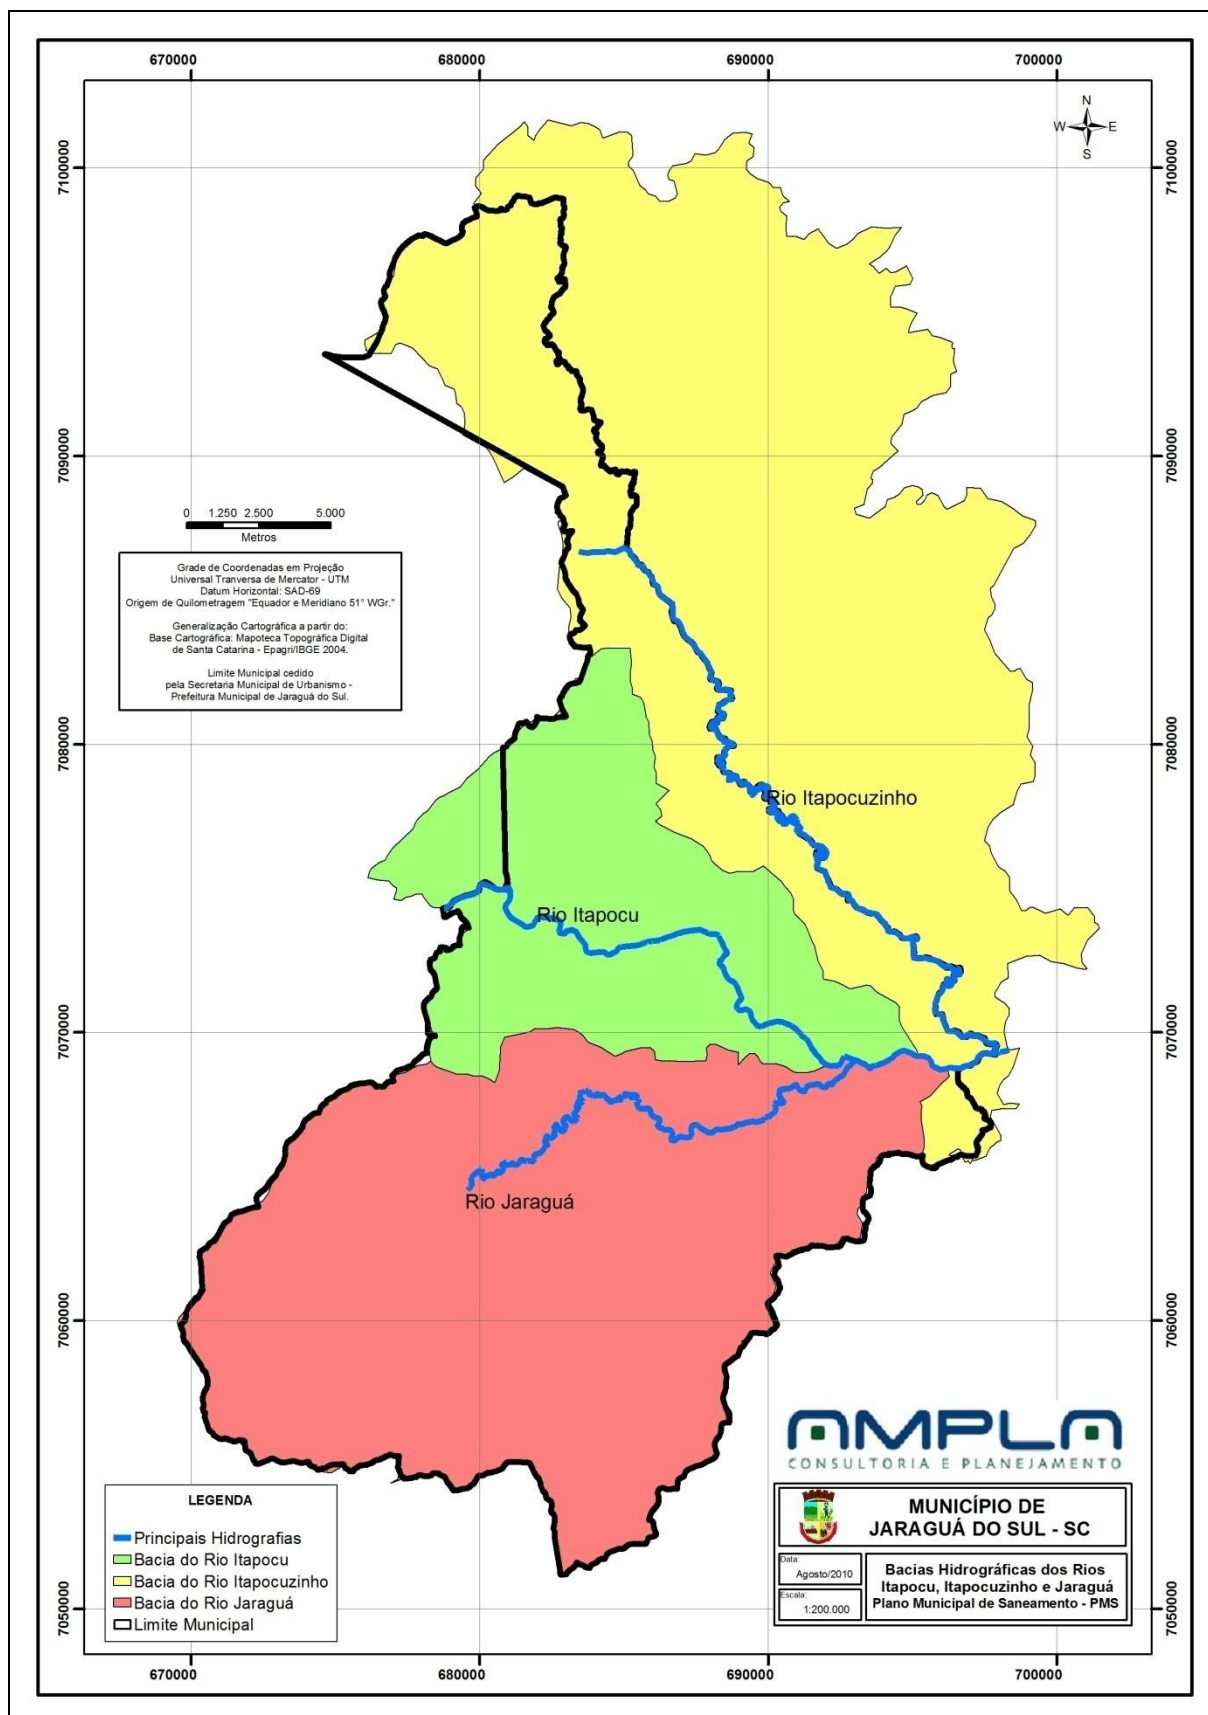 670000 680000 690000 700000
N
W E
S
7100000 7100000
7090000 7090000
0 1.250 2.500 5.000
Metros
Grade de Coordenadas em Projeção
Universal Tranversa de Mercator - UTM
Datum Horizontal: SAD-69
Origem de Quilometragem "Equador e Meridiano 51° WGr."
Generalização Cartográfica a partir do:
Base Cartográfica: Mapoteca Topográfica Digital
de Santa Catarina - Epagri/IBGE 2004.
Limite Municipal cedido
pela Secretaria Municipal de Urbanismo -
Prefeitura Municipal de Jaraguá do Sul.
7080000 7080000
Rio Itapocuzinho
Rio Itapocu
7070000 7070000
Rio Jaraguá
7060000 7060000
AMPLA
CONSULTORIA E PLANEJAMENTO
LEGENDA
Principais Hidrografias
Bacia do Rio Itapocu
Bacia do Rio Itapocuzinho
Bacia do Rio Jaraguá
Limite Municipal
MUNICÍPIO DE
JARAGUÁ DO SUL - SC
Data:
Agosto/2010
Escala:
1:200.000
Bacias Hidrográficas dos Rios
Itapocu, Itapocuzinho e Jaraguá
Plano Municipal de Saneamento - PMS
7050000 7050000
670000 680000 690000 700000